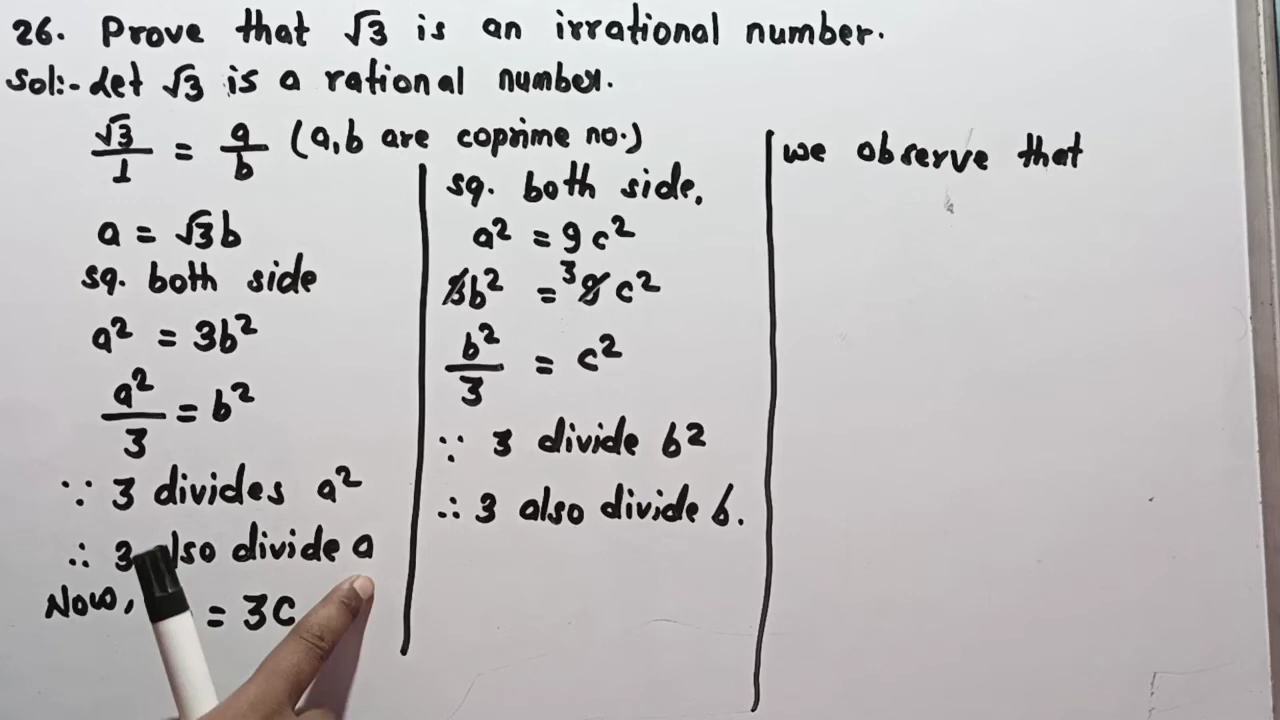 26. Prove that √3 is an irrational number.
Sol:- Let √3 is a rational number.
√3/1 = a/b (a,b are coprime no.)
a = √3b
sq. both side
a² = 3b²
a²/3 = b²
∵ 3 divides a²
∴ 3 also divide a
Now, = 3c
sq. both side,
a² = 9c²
3b² = ³9c²
b²/3 = c²
∵ 3 divide b²
∴ 3 also divide b.
we observe that